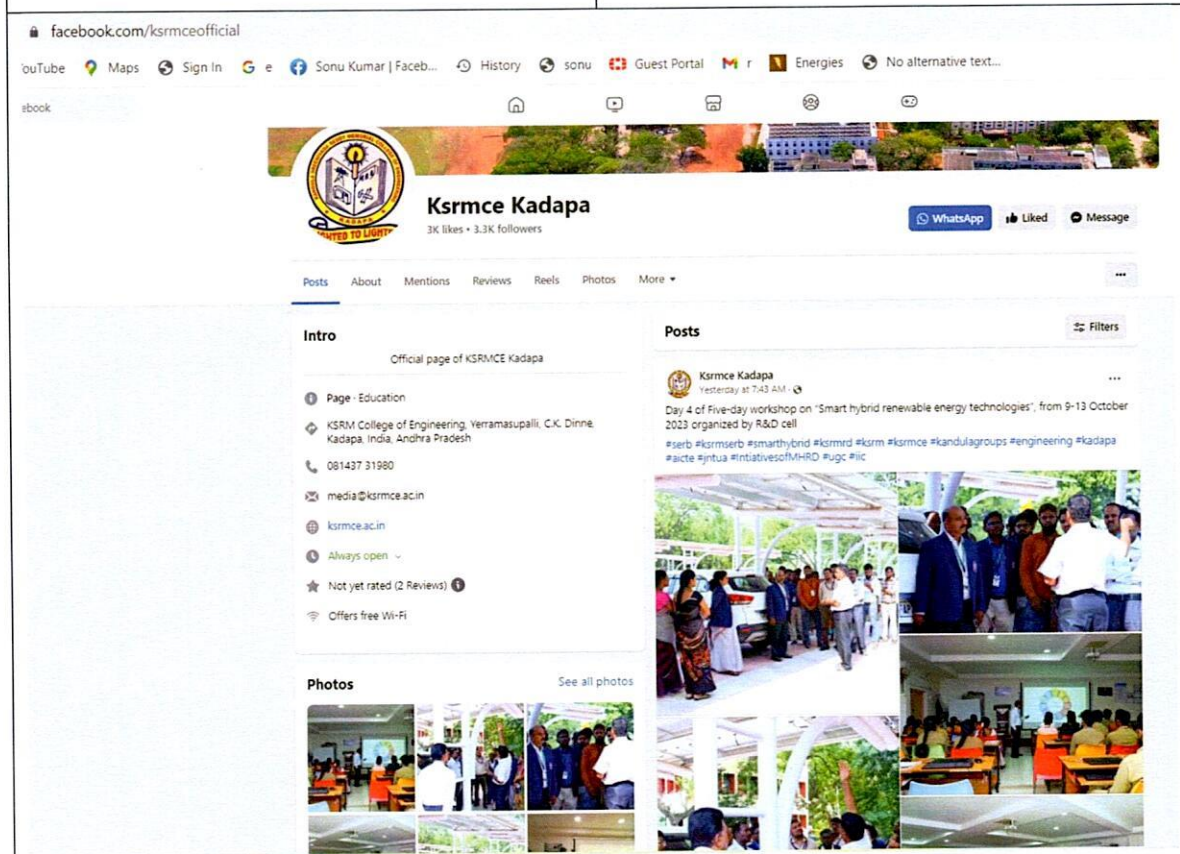 facebook.com/ksrmceofficial
ouTube Maps Sign In G e Sonu Kumar | Faceb... History sonu Guest Portal M r Energies No alternative text...
ebook
KADAPA
Ksrmce Kadapa
3K likes • 3.3K followers
WhatsApp Liked Message
Posts About Mentions Reviews Reels Photos More
Intro
Official page of KSRMCE Kadapa
Page · Education
KSRM College of Engineering, Yerramasupalli, C.K. Dinne,
Kadapa, India, Andhra Pradesh
081437 31980
media@ksrmce.ac.in
ksrmce.ac.in
Always open
Not yet rated (2 Reviews)
Offers free Wi-Fi
Photos See all photos
Posts Filters
Ksrmce Kadapa
Yesterday at 7:43 AM ·
Day 4 of Five-day workshop on "Smart hybrid renewable energy technologies", from 9-13 October
2023 organized by R&D cell
#serb #ksrmserb #smarthybrid #ksrmrd #ksrm #ksrmce #kandulagroups #engineering #kadapa
#aicte #jntua #IntiativesofMHRD #ugc #iic